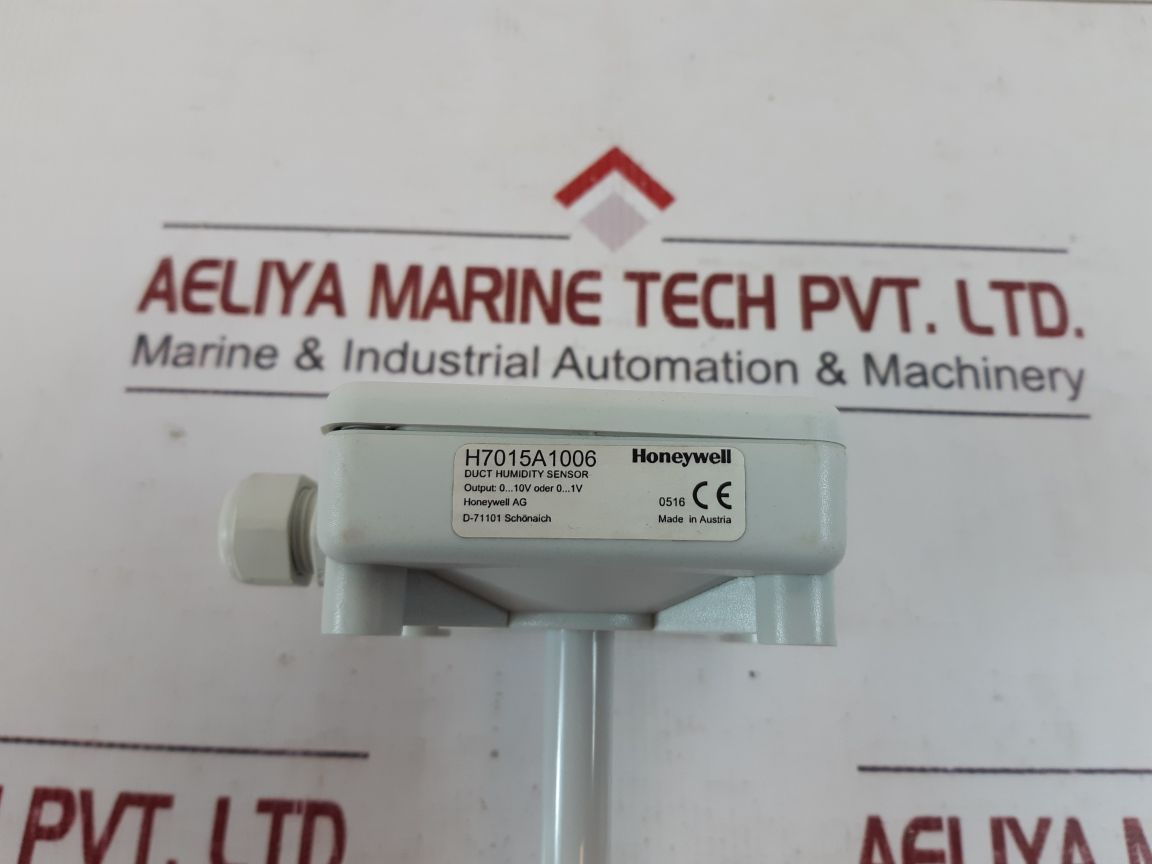 AELIYA MARINE TECH PVT. LTD.
Marine & Industrial Automation & Machinery
H7015A1006 Honeywell
DUCT HUMIDITY SENSOR
Output: 0...10V oder 0...1V
Honeywell AG 0516 CE
D-71101 Schönaich Made in Austria
PVT. LTD
AELIYA